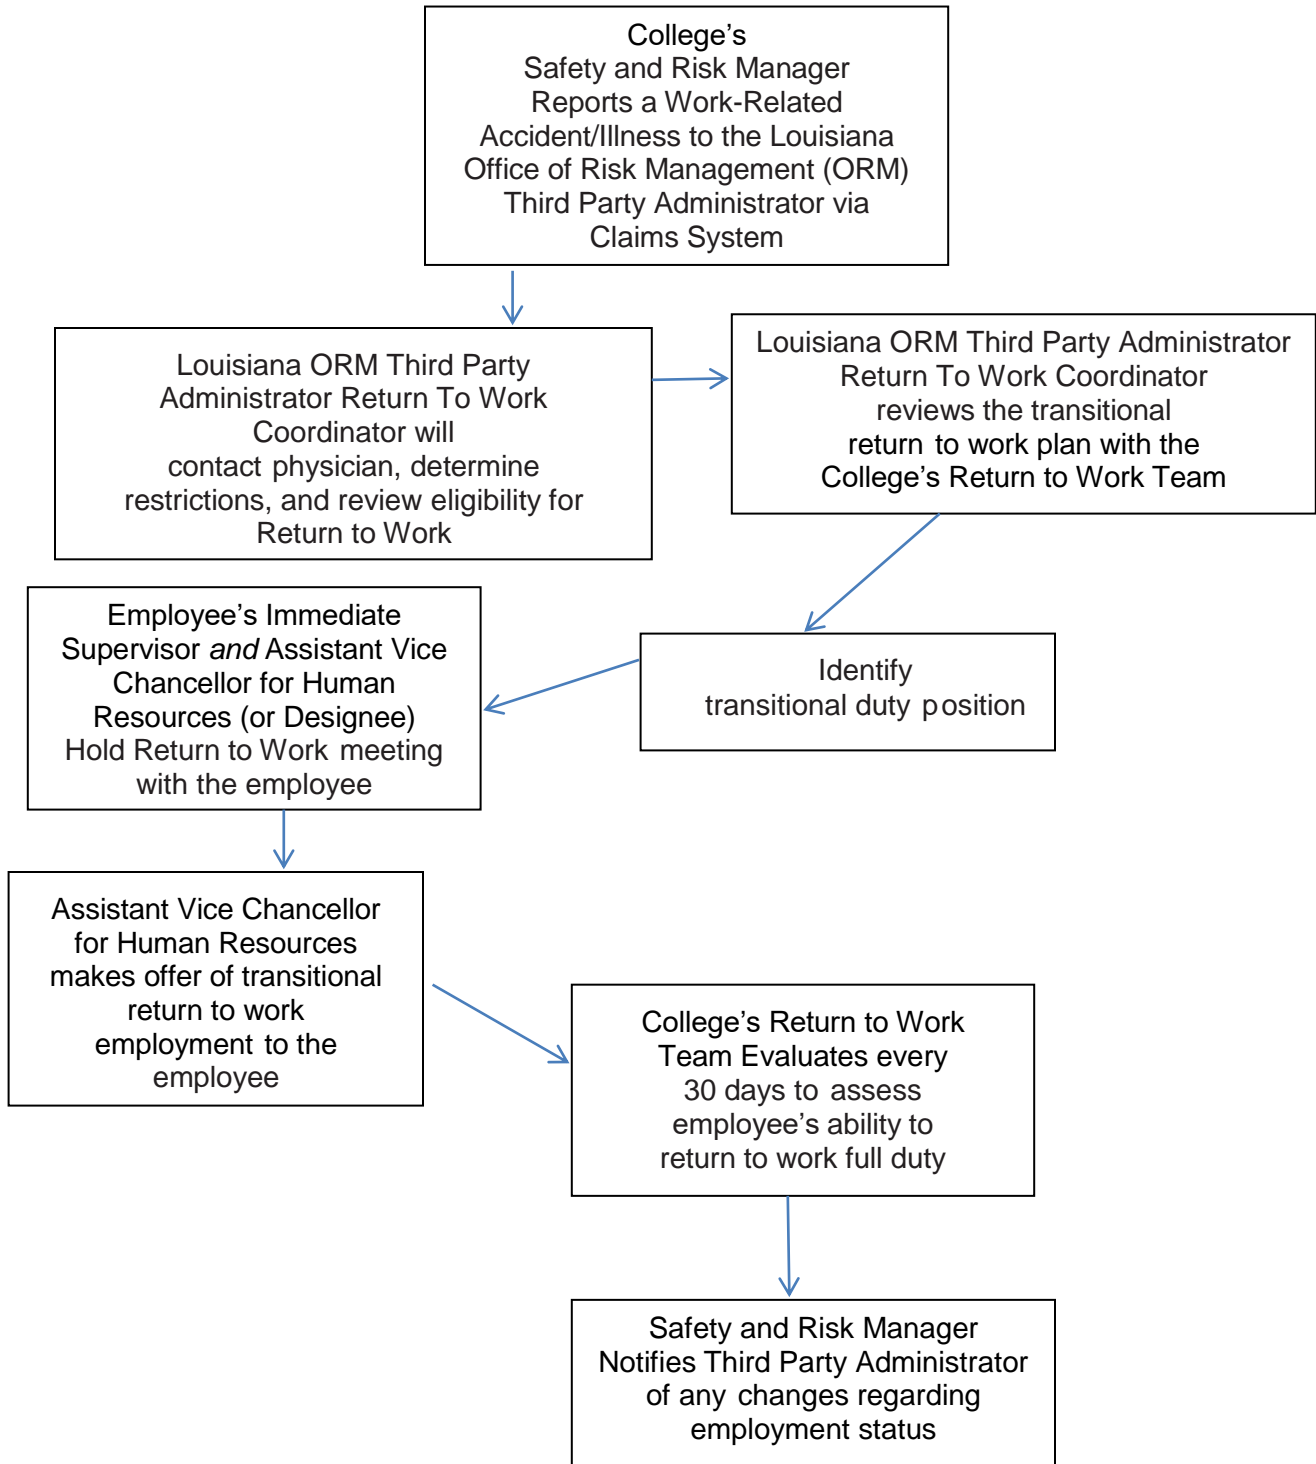 College's
Safety and Risk Manager
Reports a Work-Related
Accident/Illness to the Louisiana
Office of Risk Management (ORM)
Third Party Administrator via
Claims System
Louisiana ORM Third Party
Administrator Return To Work
Coordinator will
contact physician, determine
restrictions, and review eligibility for
Return to Work
Louisiana ORM Third Party Administrator
Return To Work Coordinator
reviews the transitional
return to work plan with the
College's Return to Work Team
Identify
transitional duty position
Employee's Immediate
Supervisor and Assistant Vice
Chancellor for Human
Resources (or Designee)
Hold Return to Work meeting
with the employee
Assistant Vice Chancellor
for Human Resources
makes offer of transitional
return to work
employment to the
employee
College's Return to Work
Team Evaluates every
30 days to assess
employee's ability to
return to work full duty
Safety and Risk Manager
Notifies Third Party Administrator
of any changes regarding
employment status